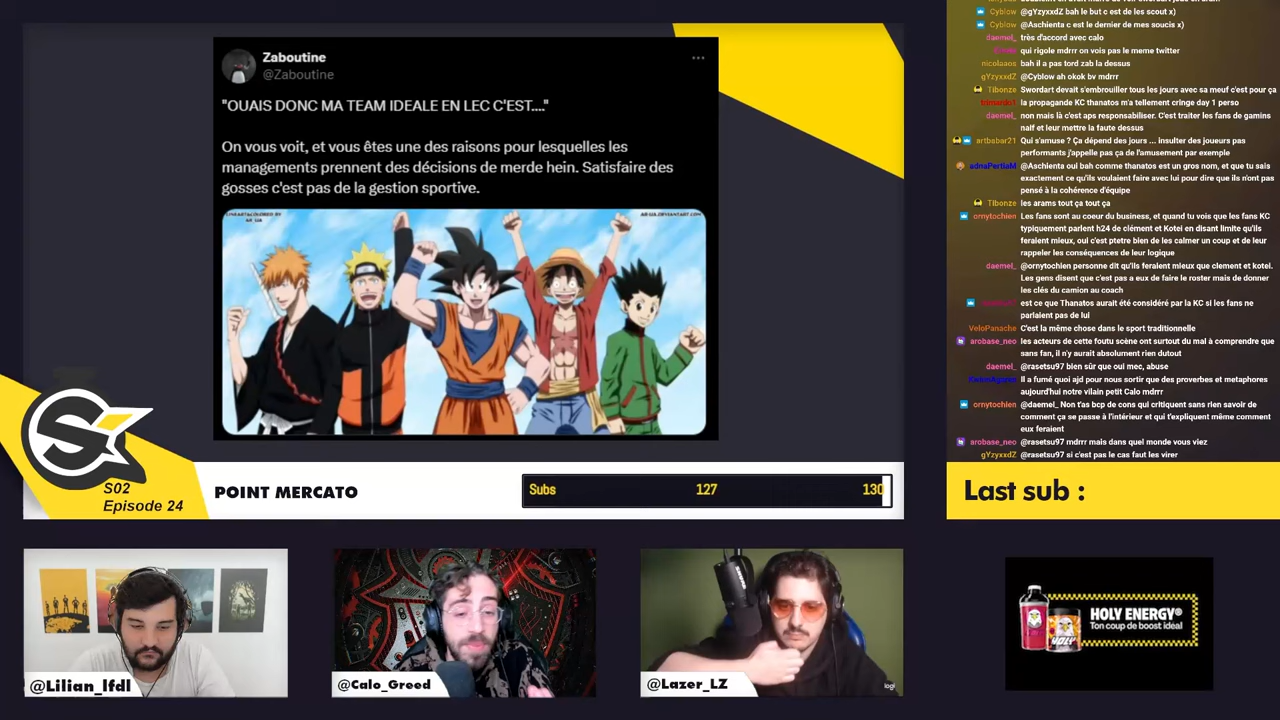 Zaboutine
@Zaboutine
"OUAIS DONC MA TEAM IDEALE EN LEC C'EST...."
On vous voit, et vous êtes une des raisons pour lesquelles les
managements prennent des décisions de merde hein. Satisfaire des
gosses c'est pas de la gestion sportive.
S02
Episode 24
POINT MERCATO
Subs 127 130
@Lilian_lfdl
@Calo_Greed
@Lazer_LZ
logi
Cyblow @gYzyxxdZ bah le but c est de les scout x)
Cyblow @Aschienta c est le dernier de mes soucis x)
daemel_ très d'accord avec calo
qui rigole mdrrr on vois pas le meme twitter
nicolaaos bah il a pas tord zab la dessus
gYzyxxdZ @Cyblow ah okok bv mdrr
Tibonze Swordart devait s'embrouiller tous les jours avec sa meuf c'est pour ça
la propagande KC thanatos m'a tellement cringe day 1 perso
daemel_ non mais là c'est aps responsabiliser. C'est traiter les fans de gamins
naif et leur mettre la faute dessus
artbabar21 Qui s'amuse ? Ça dépend des jours ... insulter des joueurs pas
performants j'appelle pas ça de l'amusement par exemple
adnaPertiaM @Aschienta oui bah comme thanatos est un gros nom, et que tu sais
exactement ce qu'ils voulaient faire avec lui pour dire que ils n'ont pas
pensé à la cohérence d'équipe
Tibonze les arams tout ça tout ça
ornytochien Les fans sont au coeur du business, et quand tu vois que les fans KC
typiquement parlent h24 de clément et Kotei en disant limite qu'ils
feraient mieux, oui c'est ptetre bien de les calmer un coup et de leur
rappeler les conséquences de leur logique
daemel_ @ornytochien personne dit qu'ils feraient mieux que clement et kotei.
Les gens disent que c'est pas a eux de faire le roster mais de donner
les clés du camion au coach
est ce que Thanatos aurait été considéré par la KC si les fans ne
parlaient pas de lui
VeloPanache C'est la même chose dans le sport traditionnelle
arobase_neo les acteurs de cette foutu scène ont surtout du mal à comprendre que
sans fan, il n'y aurait absolument rien dutout
daemel_ @rasetsu97 bien sûr que oui mec, abuse
Il a fumé quoi ajd pour nous sortir que des proverbes et metaphores
aujourd'hui notre vilain petit Calo mdrrr
ornytochien @daemel_ Non t'as bcp de cons qui critiquent sans rien savoir de
comment ça se passe à l'intérieur et qui t'expliquent même comment
eux feraient
arobase_neo @rasetsu97 mdrrr mais dans quel monde vous viez
gYzyxxdZ @rasetsu97 si c'est pas le cas faut les virer
Last sub :
HOLY ENERGY®
Ton coup de boost idéal
HOLY